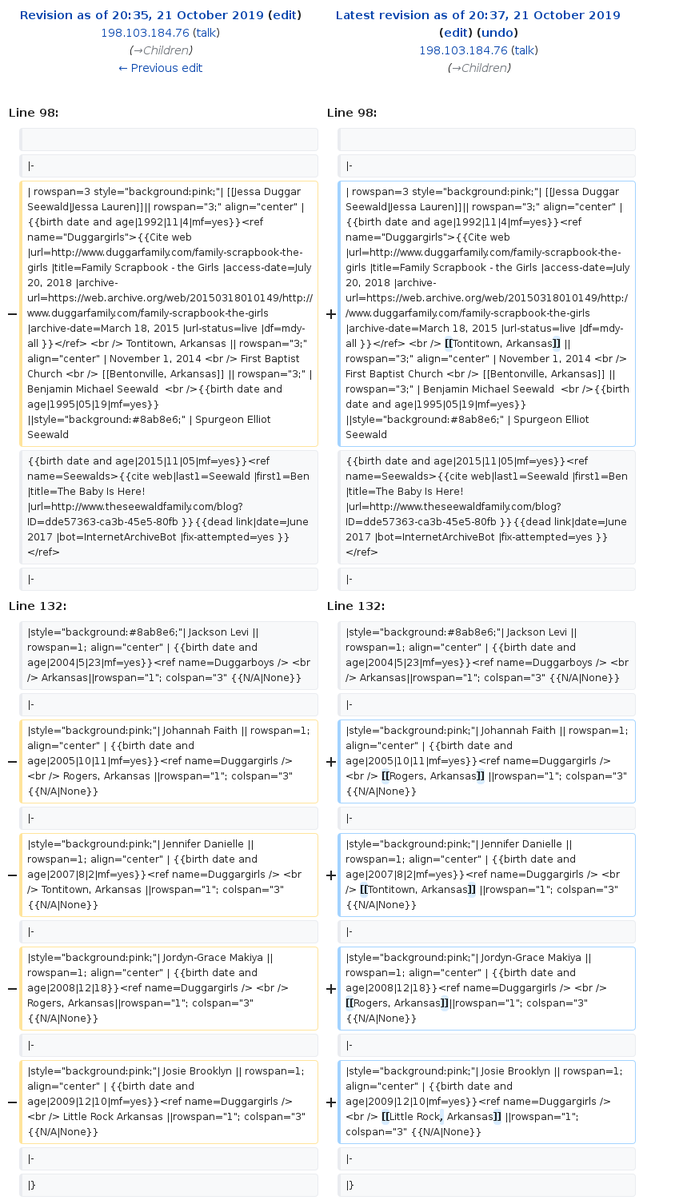 Revision as of 20:35, 21 October 2019 (edit)
198.103.184.76 (talk)
(→Children)
← Previous edit
Latest revision as of 20:37, 21 October 2019
(edit) (undo)
198.103.184.76 (talk)
(→Children)
Line 98:
Line 98:
|-
|-
−
| rowspan=3 style="background:pink;"| [[Jessa Duggar
Seewald|Jessa Lauren]]|| rowspan="3;" align="center" |
{{birth date and age|1992|11|4|mf=yes}}<ref
name="Duggargirls">{{Cite web
|url=http://www.duggarfamily.com/family-scrapbook-the-
girls |title=Family Scrapbook - the Girls |access-date=July
20, 2018 |archive-
url=https://web.archive.org/web/20150318010149/http://
www.duggarfamily.com/family-scrapbook-the-girls
|archive-date=March 18, 2015 |url-status=live |df=mdy-
all }}</ref> <br /> Tontitown, Arkansas || rowspan="3;"
align="center" | November 1, 2014 <br /> First Baptist
Church <br /> [[Bentonville, Arkansas]] || rowspan="3;" |
Benjamin Michael Seewald  <br />{{birth date and
age|1995|05|19|mf=yes}}
||style="background:#8ab8e6;" | Spurgeon Elliot
Seewald
+
| rowspan=3 style="background:pink;"| [[Jessa Duggar
Seewald|Jessa Lauren]]|| rowspan="3;" align="center" |
{{birth date and age|1992|11|4|mf=yes}}<ref
name="Duggargirls">{{Cite web
|url=http://www.duggarfamily.com/family-scrapbook-the-
girls |title=Family Scrapbook - the Girls |access-date=July
20, 2018 |archive-
url=https://web.archive.org/web/20150318010149/http:/
/www.duggarfamily.com/family-scrapbook-the-girls
|archive-date=March 18, 2015 |url-status=live |df=mdy-
all }}</ref> <br /> [[Tontitown, Arkansas]] ||
rowspan="3;" align="center" | November 1, 2014 <br />
First Baptist Church <br /> [[Bentonville, Arkansas]] ||
rowspan="3;" | Benjamin Michael Seewald  <br />{{birth
date and age|1995|05|19|mf=yes}}
||style="background:#8ab8e6;" | Spurgeon Elliot
Seewald
{{birth date and age|2015|11|05|mf=yes}}<ref
name=Seewalds>{{cite web|last1=Seewald |first1=Ben
|title=The Baby Is Here!
|url=http://www.theseewaldfamily.com/blog?
ID=dde57363-ca3b-45e5-80fb }}{{dead link|date=June
2017 |bot=InternetArchiveBot |fix-attempted=yes }}
</ref>
{{birth date and age|2015|11|05|mf=yes}}<ref
name=Seewalds>{{cite web|last1=Seewald |first1=Ben
|title=The Baby Is Here!
|url=http://www.theseewaldfamily.com/blog?
ID=dde57363-ca3b-45e5-80fb }}{{dead link|date=June
2017 |bot=InternetArchiveBot |fix-attempted=yes }}
</ref>
|-
|-
Line 132:
Line 132:
|style="background:#8ab8e6;"| Jackson Levi ||
rowspan=1; align="center" | {{birth date and
age|2004|5|23|mf=yes}}<ref name=Duggarboys /> <br
/> Arkansas||rowspan="1"; colspan="3" {{N/A|None}}
|style="background:#8ab8e6;"| Jackson Levi ||
rowspan=1; align="center" | {{birth date and
age|2004|5|23|mf=yes}}<ref name=Duggarboys /> <br
/> Arkansas||rowspan="1"; colspan="3" {{N/A|None}}
|-
|-
−
|style="background:pink;"| Johannah Faith || rowspan=1;
align="center" | {{birth date and
age|2005|10|11|mf=yes}}<ref name=Duggargirls />
<br /> Rogers, Arkansas ||rowspan="1"; colspan="3"
{{N/A|None}}
+
|style="background:pink;"| Johannah Faith || rowspan=1;
align="center" | {{birth date and
age|2005|10|11|mf=yes}}<ref name=Duggargirls />
<br /> [[Rogers, Arkansas]] ||rowspan="1"; colspan="3"
{{N/A|None}}
|-
|-
−
|style="background:pink;"| Jennifer Danielle ||
rowspan=1; align="center" | {{birth date and
age|2007|8|2|mf=yes}}<ref name=Duggargirls /> <br
/> Tontitown, Arkansas ||rowspan="1"; colspan="3"
{{N/A|None}}
+
|style="background:pink;"| Jennifer Danielle ||
rowspan=1; align="center" | {{birth date and
age|2007|8|2|mf=yes}}<ref name=Duggargirls /> <br
/> [[Tontitown, Arkansas]] ||rowspan="1"; colspan="3"
{{N/A|None}}
|-
|-
−
|style="background:pink;"| Jordyn-Grace Makiya ||
rowspan=1; align="center" | {{birth date and
age|2008|12|18}}<ref name=Duggargirls /> <br />
Rogers, Arkansas||rowspan="1"; colspan="3"
{{N/A|None}}
+
|style="background:pink;"| Jordyn-Grace Makiya ||
rowspan=1; align="center" | {{birth date and
age|2008|12|18}}<ref name=Duggargirls /> <br />
[[Rogers, Arkansas]]||rowspan="1"; colspan="3"
{{N/A|None}}
|-
|-
−
|style="background:pink;"| Josie Brooklyn || rowspan=1;
align="center" | {{birth date and
age|2009|12|10|mf=yes}}<ref name=Duggargirls />
<br /> Little Rock Arkansas ||rowspan="1"; colspan="3"
{{N/A|None}}
+
|style="background:pink;"| Josie Brooklyn || rowspan=1;
align="center" | {{birth date and
age|2009|12|10|mf=yes}}<ref name=Duggargirls />
<br /> [[Little Rock, Arkansas]] ||rowspan="1";
colspan="3" {{N/A|None}}
|-
|-
|}
|}